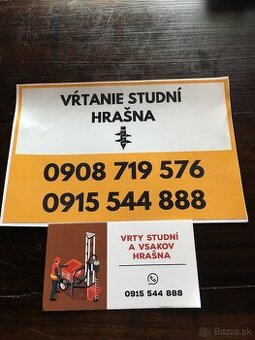 VŔTANIE STUDNÍ
HRAŠNA
0908 719 576
0915 544 888
VRTY STUDNÍ
A VSAKOV
HRAŠNA
0915 544 888
Bazos.sk